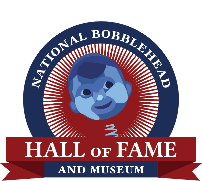 NATIONAL BOBBLEHEAD
HALL OF FAME
AND MUSEUM